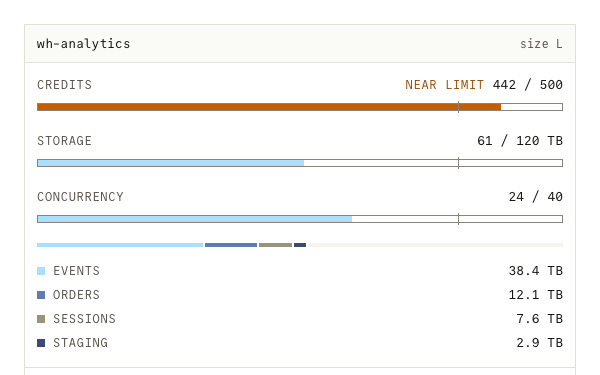 wh-analytics size L
CREDITS NEAR LIMIT 442 / 500
STORAGE 61 / 120 TB
CONCURRENCY 24 / 40
EVENTS 38.4 TB
ORDERS 12.1 TB
SESSIONS 7.6 TB
STAGING 2.9 TB